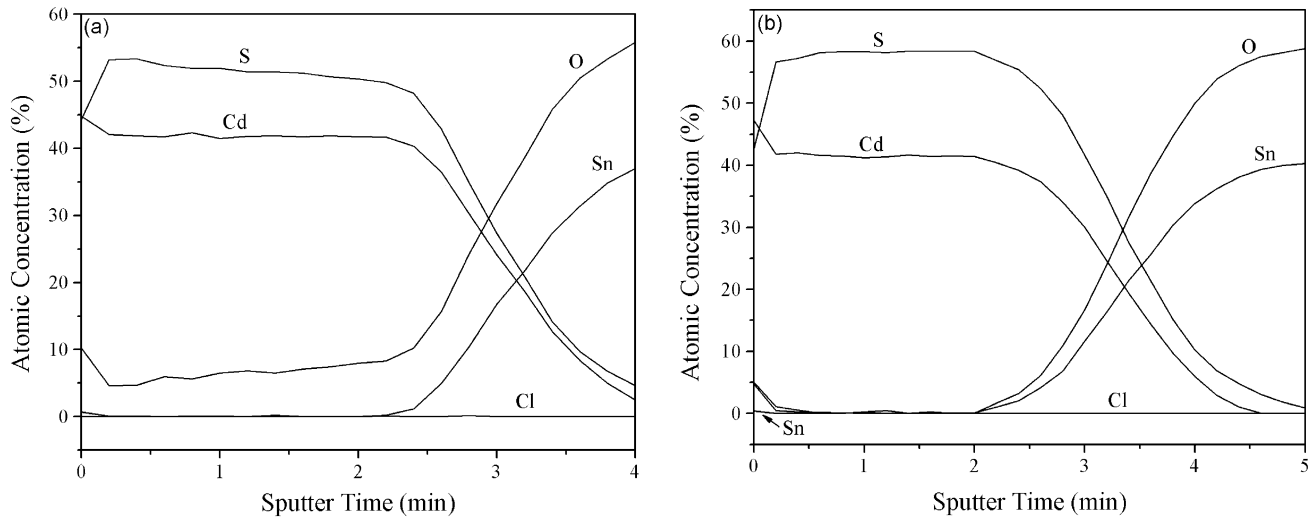 (a)
60
50
40
30
20
10
0
Atomic Concentration (%)
S
Cd
O
Sn
Cl
0 1 2 3 4
Sputter Time (min)
(b)
60
50
40
30
20
10
0
Atomic Concentration (%)
S
Cd
O
Sn
Cl
Sn
0 1 2 3 4 5
Sputter Time (min)